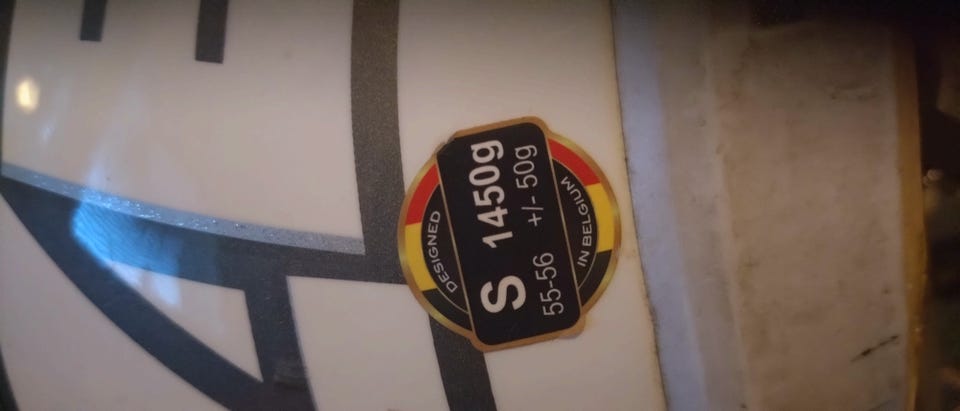 DESIGNED
S 1450g
55-56 +/- 50g
IN BELGIUM